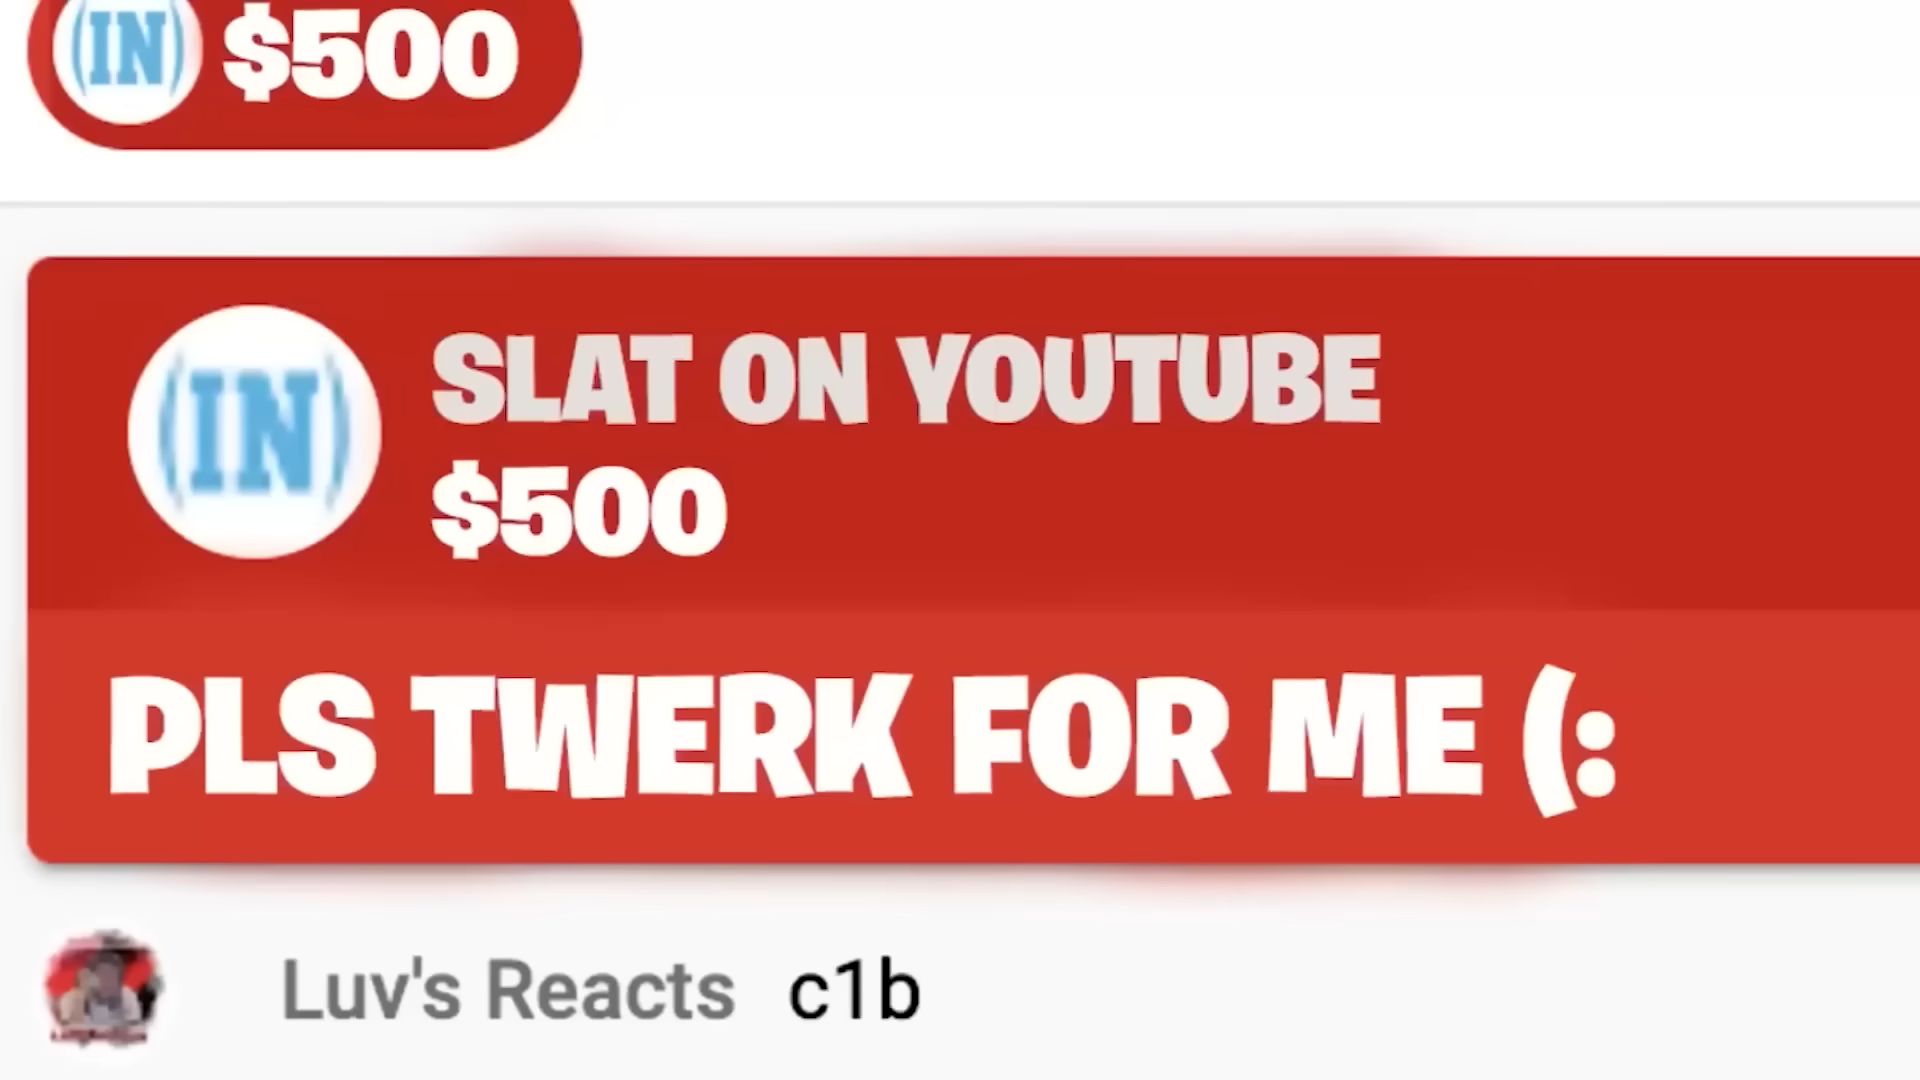 (IN) $500
(IN)
SLAT ON YOUTUBE
$500
PLS TWERK FOR ME (:
Luv's Reacts c1b